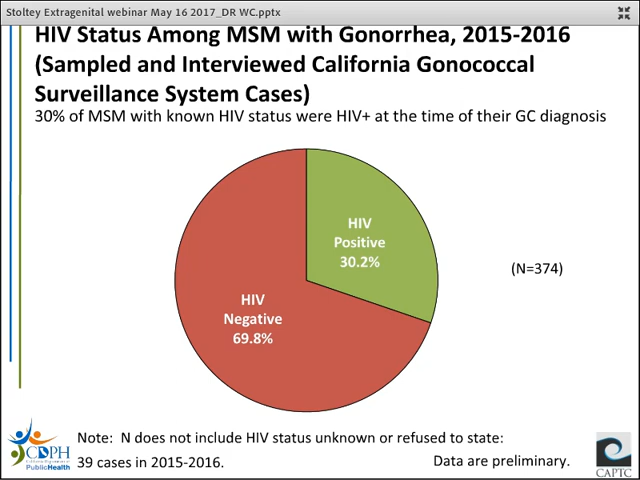 Stoltey Extragenital webinar May 16 2017_DR WC.pptx
HIV Status Among MSM with Gonorrhea, 2015-2016
(Sampled and Interviewed California Gonococcal
Surveillance System Cases)
30% of MSM with known HIV status were HIV+ at the time of their GC diagnosis
HIV
Positive
30.2%
(N=374)
HIV
Negative
69.8%
Note:  N does not include HIV status unknown or refused to state:
39 cases in 2015-2016.
Data are preliminary.
CDPH
PublicHealth
CAPTC